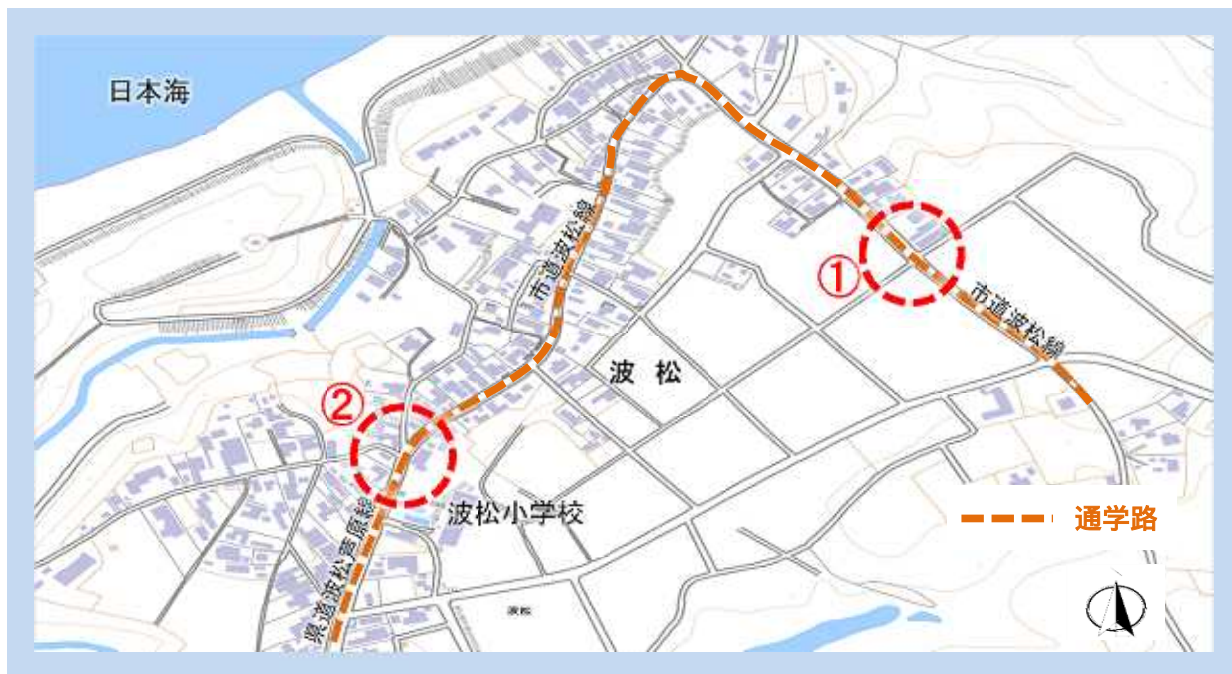 日本海
市道波松線
①
市道波松線
波松
②
波松小学校
県道波松芦原線
通学路
波松